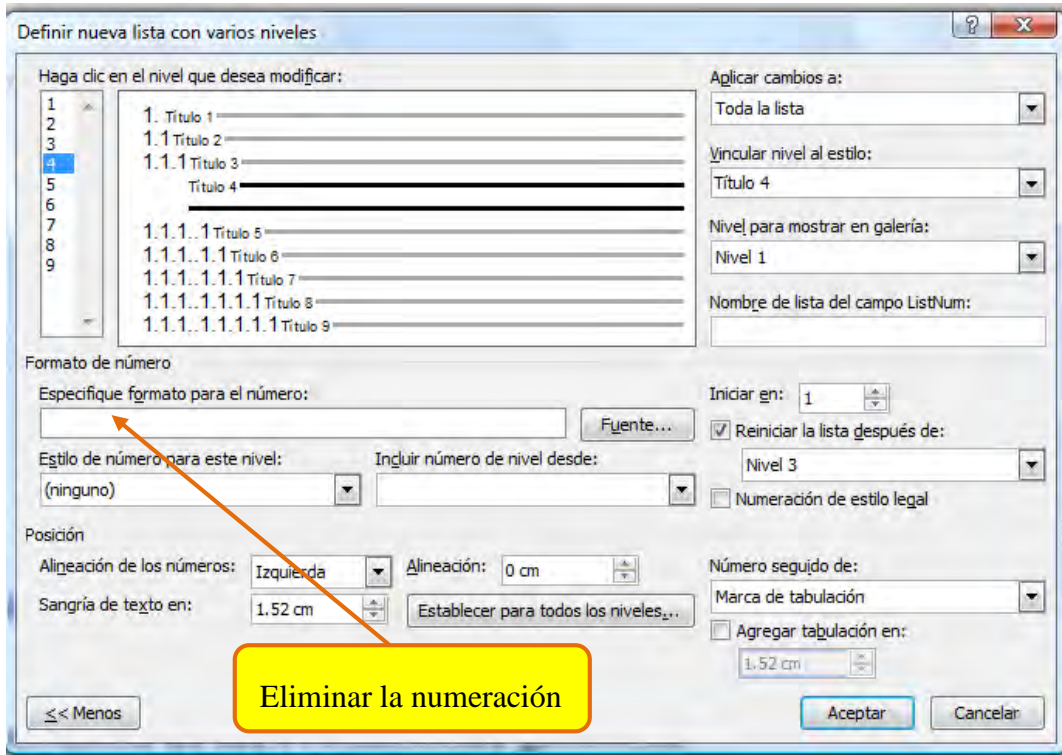 Definir nueva lista con varios niveles
Haga clic en el nivel que desea modificar:
1
2
3
4
5
6
7
8
9
1. Título 1
1.1 Título 2
1.1.1 Título 3
Título 4
1.1.1..1 Título 5
1.1.1..1.1 Título 6
1.1.1..1.1.1 Título 7
1.1.1..1.1.1.1 Título 8
1.1.1..1.1.1.1.1 Título 9
Aplicar cambios a:
Toda la lista
Vincular nivel al estilo:
Título 4
Nivel para mostrar en galería:
Nivel 1
Nombre de lista del campo ListNum:
Formato de número
Especifique formato para el número:
Fuente...
Iniciar en: 1
Reiniciar la lista después de:
Nivel 3
Numeración de estilo legal
Estilo de número para este nivel:
(ninguno)
Incluir número de nivel desde:
Posición
Alineación de los números: Izquierda
Alineación: 0 cm
Sangría de texto en: 1.52 cm
Establecer para todos los niveles...
Número seguido de:
Marca de tabulación
Agregar tabulación en:
1.52 cm
Eliminar la numeración
<< Menos
Aceptar
Cancelar